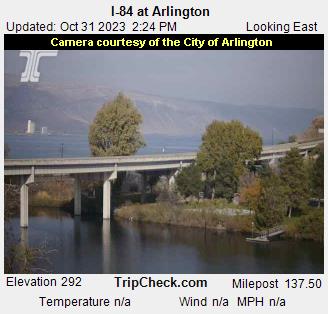 I-84 at Arlington
Updated: Oct 31 2023 2:24 PM Looking East
Camera courtesy of the City of Arlington
Elevation 292 TripCheck.com Milepost 137.50
Temperature n/a Wind n/a MPH n/a